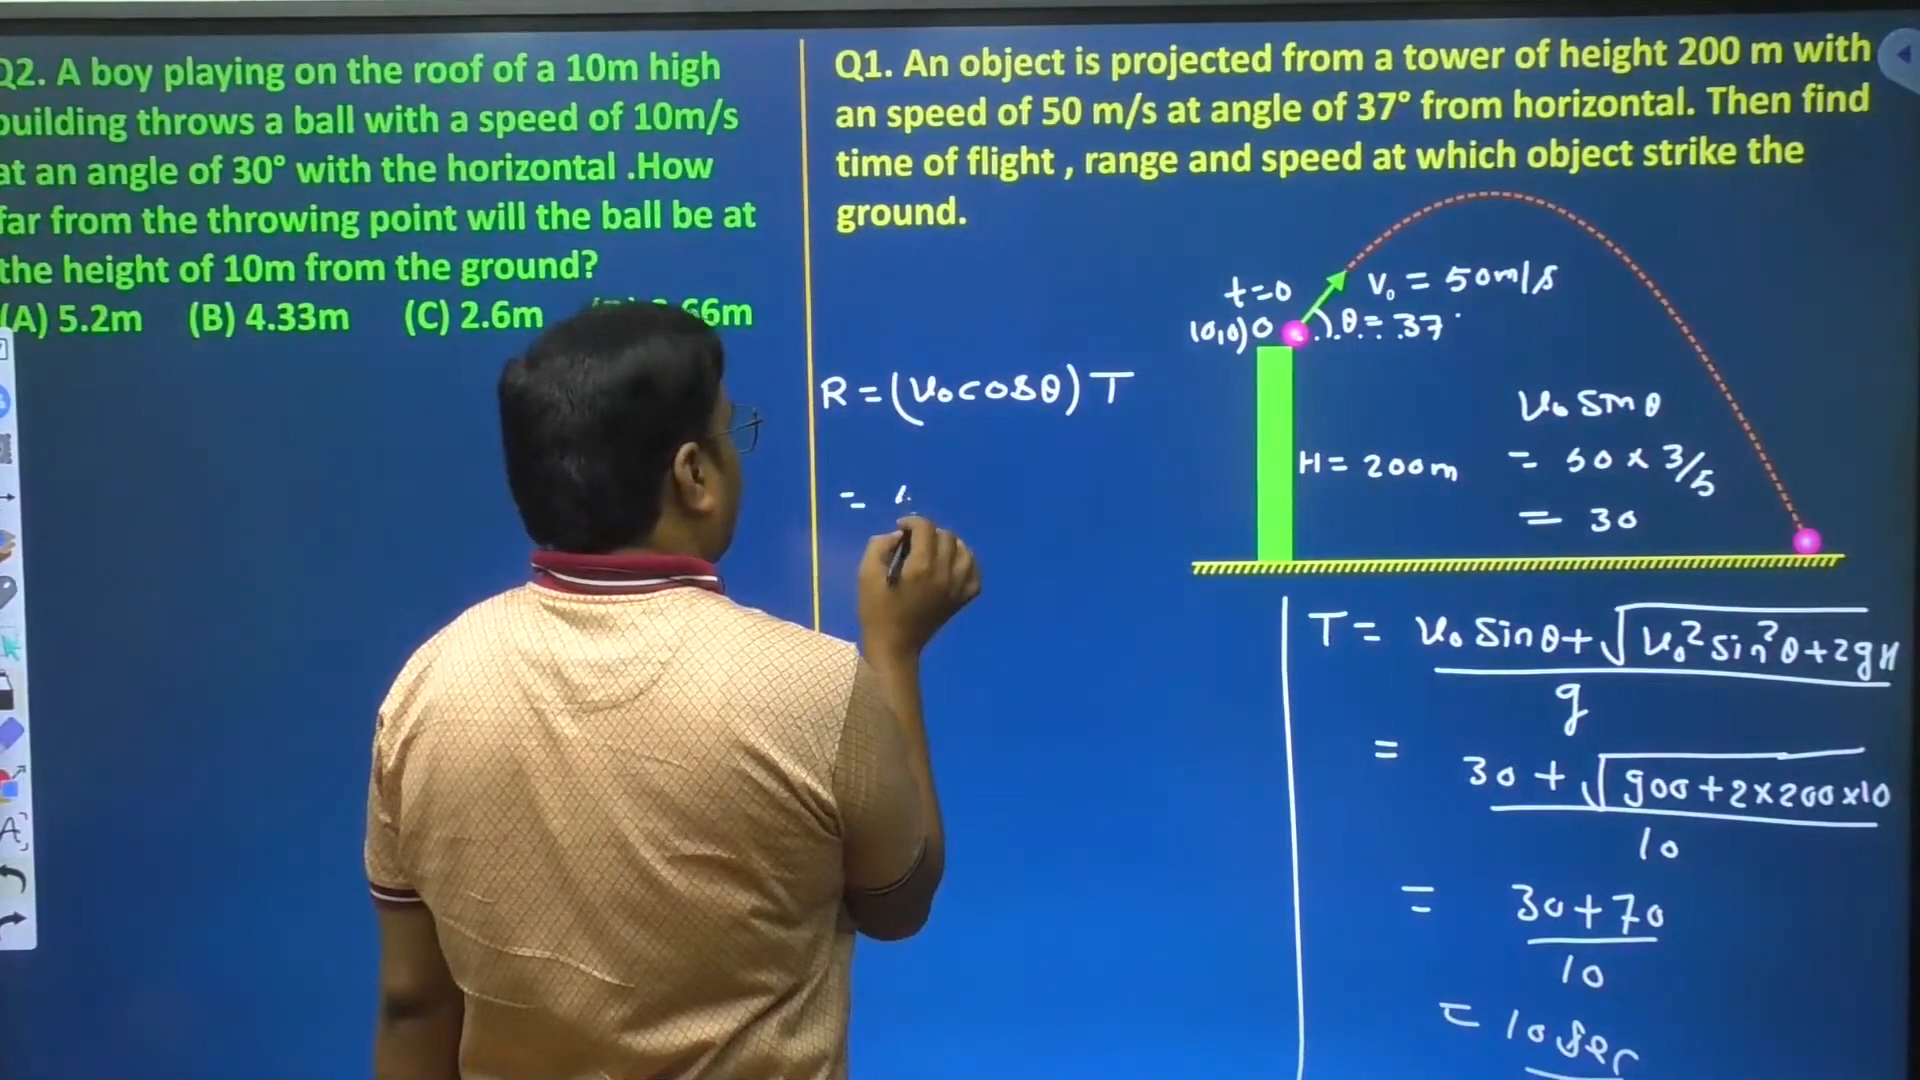 Q2. A boy playing on the roof of a 10m high
building throws a ball with a speed of 10m/s
at an angle of 30° with the horizontal .How
far from the throwing point will the ball be at
the height of 10m from the ground?
(A) 5.2m (B) 4.33m (C) 2.6m 66m
Q1. An object is projected from a tower of height 200 m with
an speed of 50 m/s at angle of 37° from horizontal. Then find
time of flight , range and speed at which object strike the
ground.
t=0
V₀ = 50m/s
(0,0)O
θ = 37°
H = 200m
v₀ sin θ
= 50 × 3/5
= 30
R = (v₀cosθ) T
=
T = v₀ sinθ + √v₀² sin²θ + 2gH
g
= 30 + √900 + 2×200×10
10
= 30+70
10
= 10 sec
A